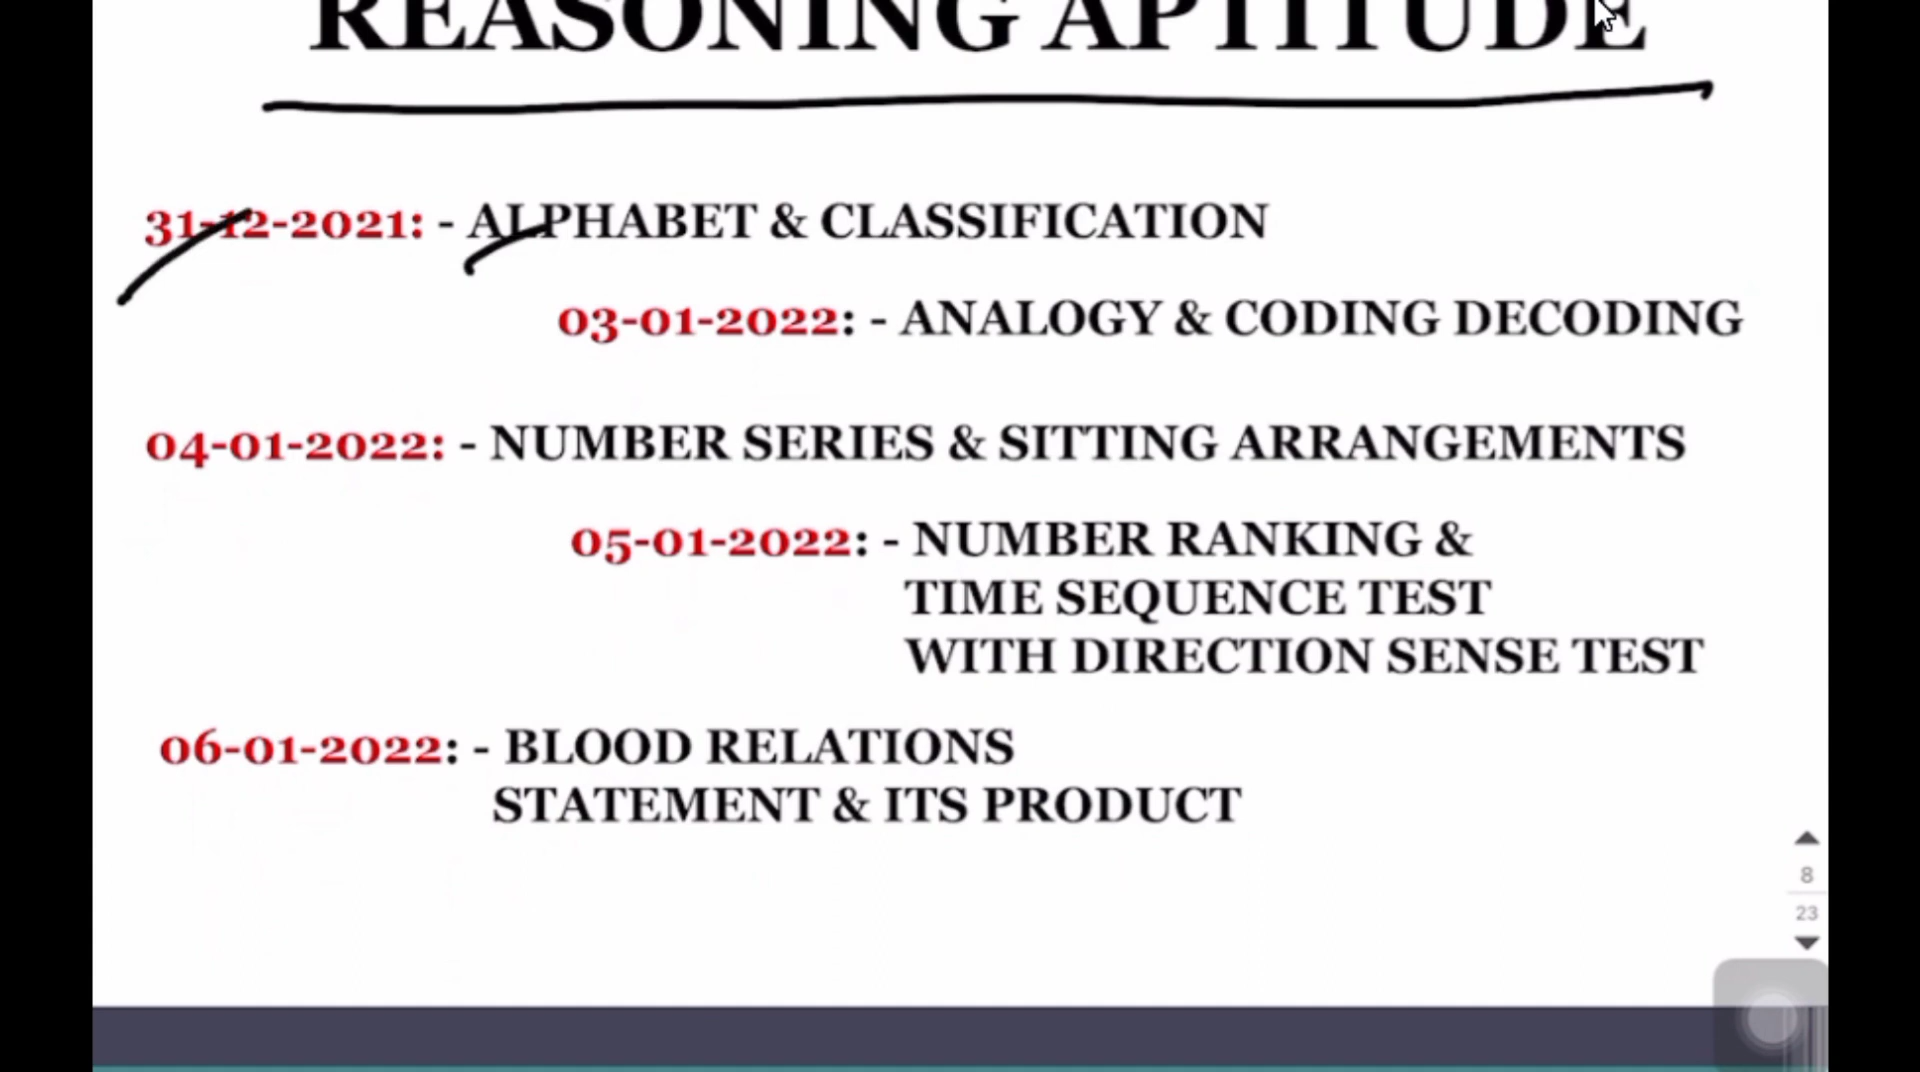 REASONING APTITUDE
31-12-2021: - ALPHABET & CLASSIFICATION
03-01-2022: - ANALOGY & CODING DECODING
04-01-2022: - NUMBER SERIES & SITTING ARRANGEMENTS
05-01-2022: - NUMBER RANKING &
TIME SEQUENCE TEST
WITH DIRECTION SENSE TEST
06-01-2022: - BLOOD RELATIONS
STATEMENT & ITS PRODUCT
8
23